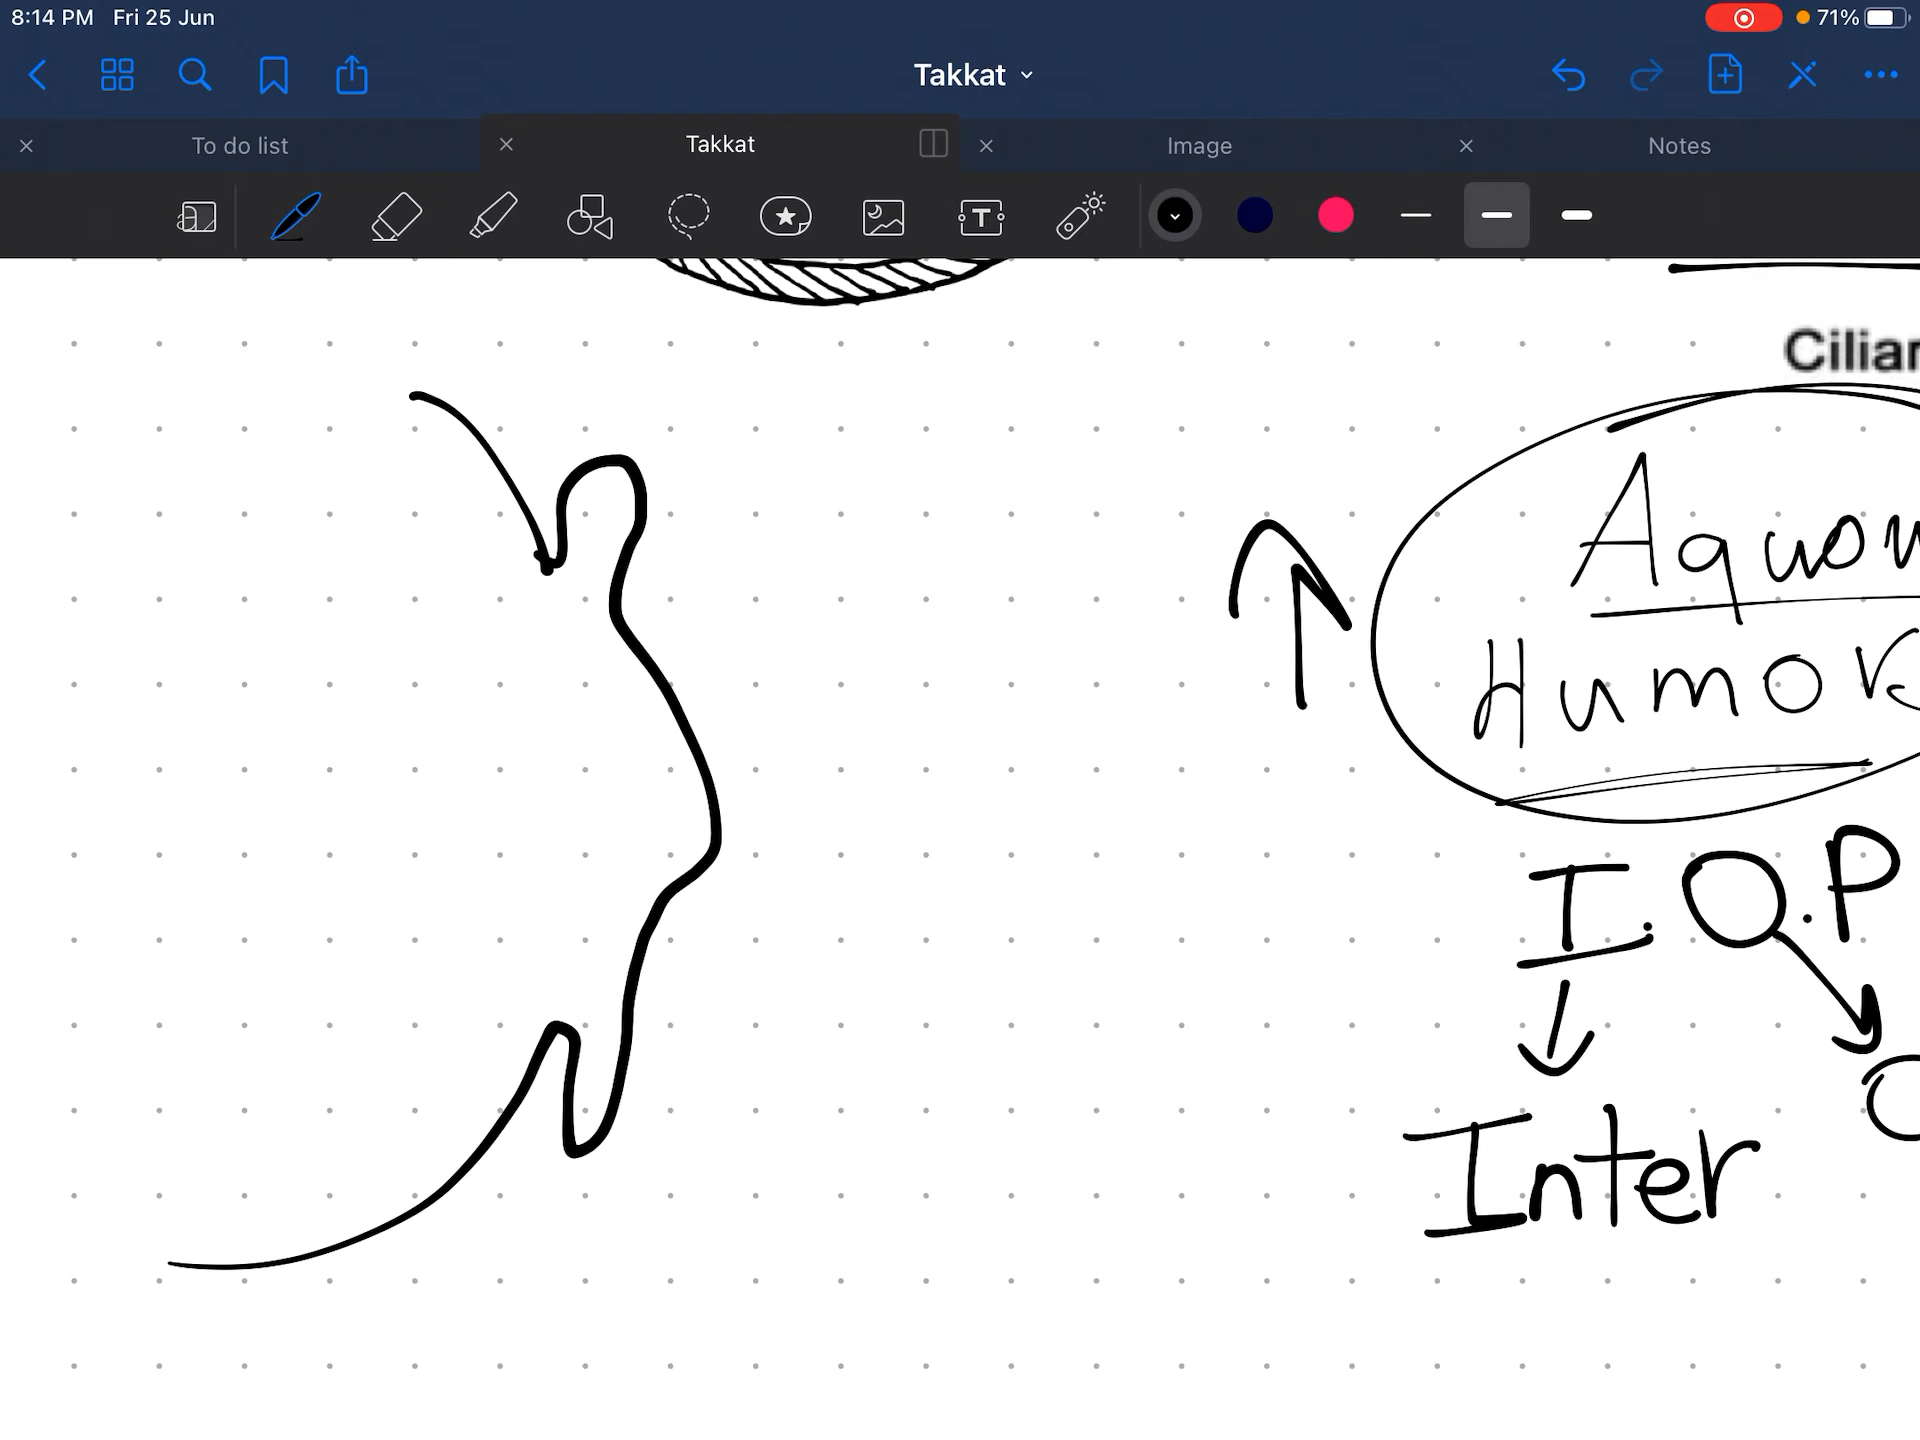 8:14 PM Fri 25 Jun 71%
Takkat
To do list Takkat Image Notes
Ciliar
Aquou
Humor
I.O.P
Inter